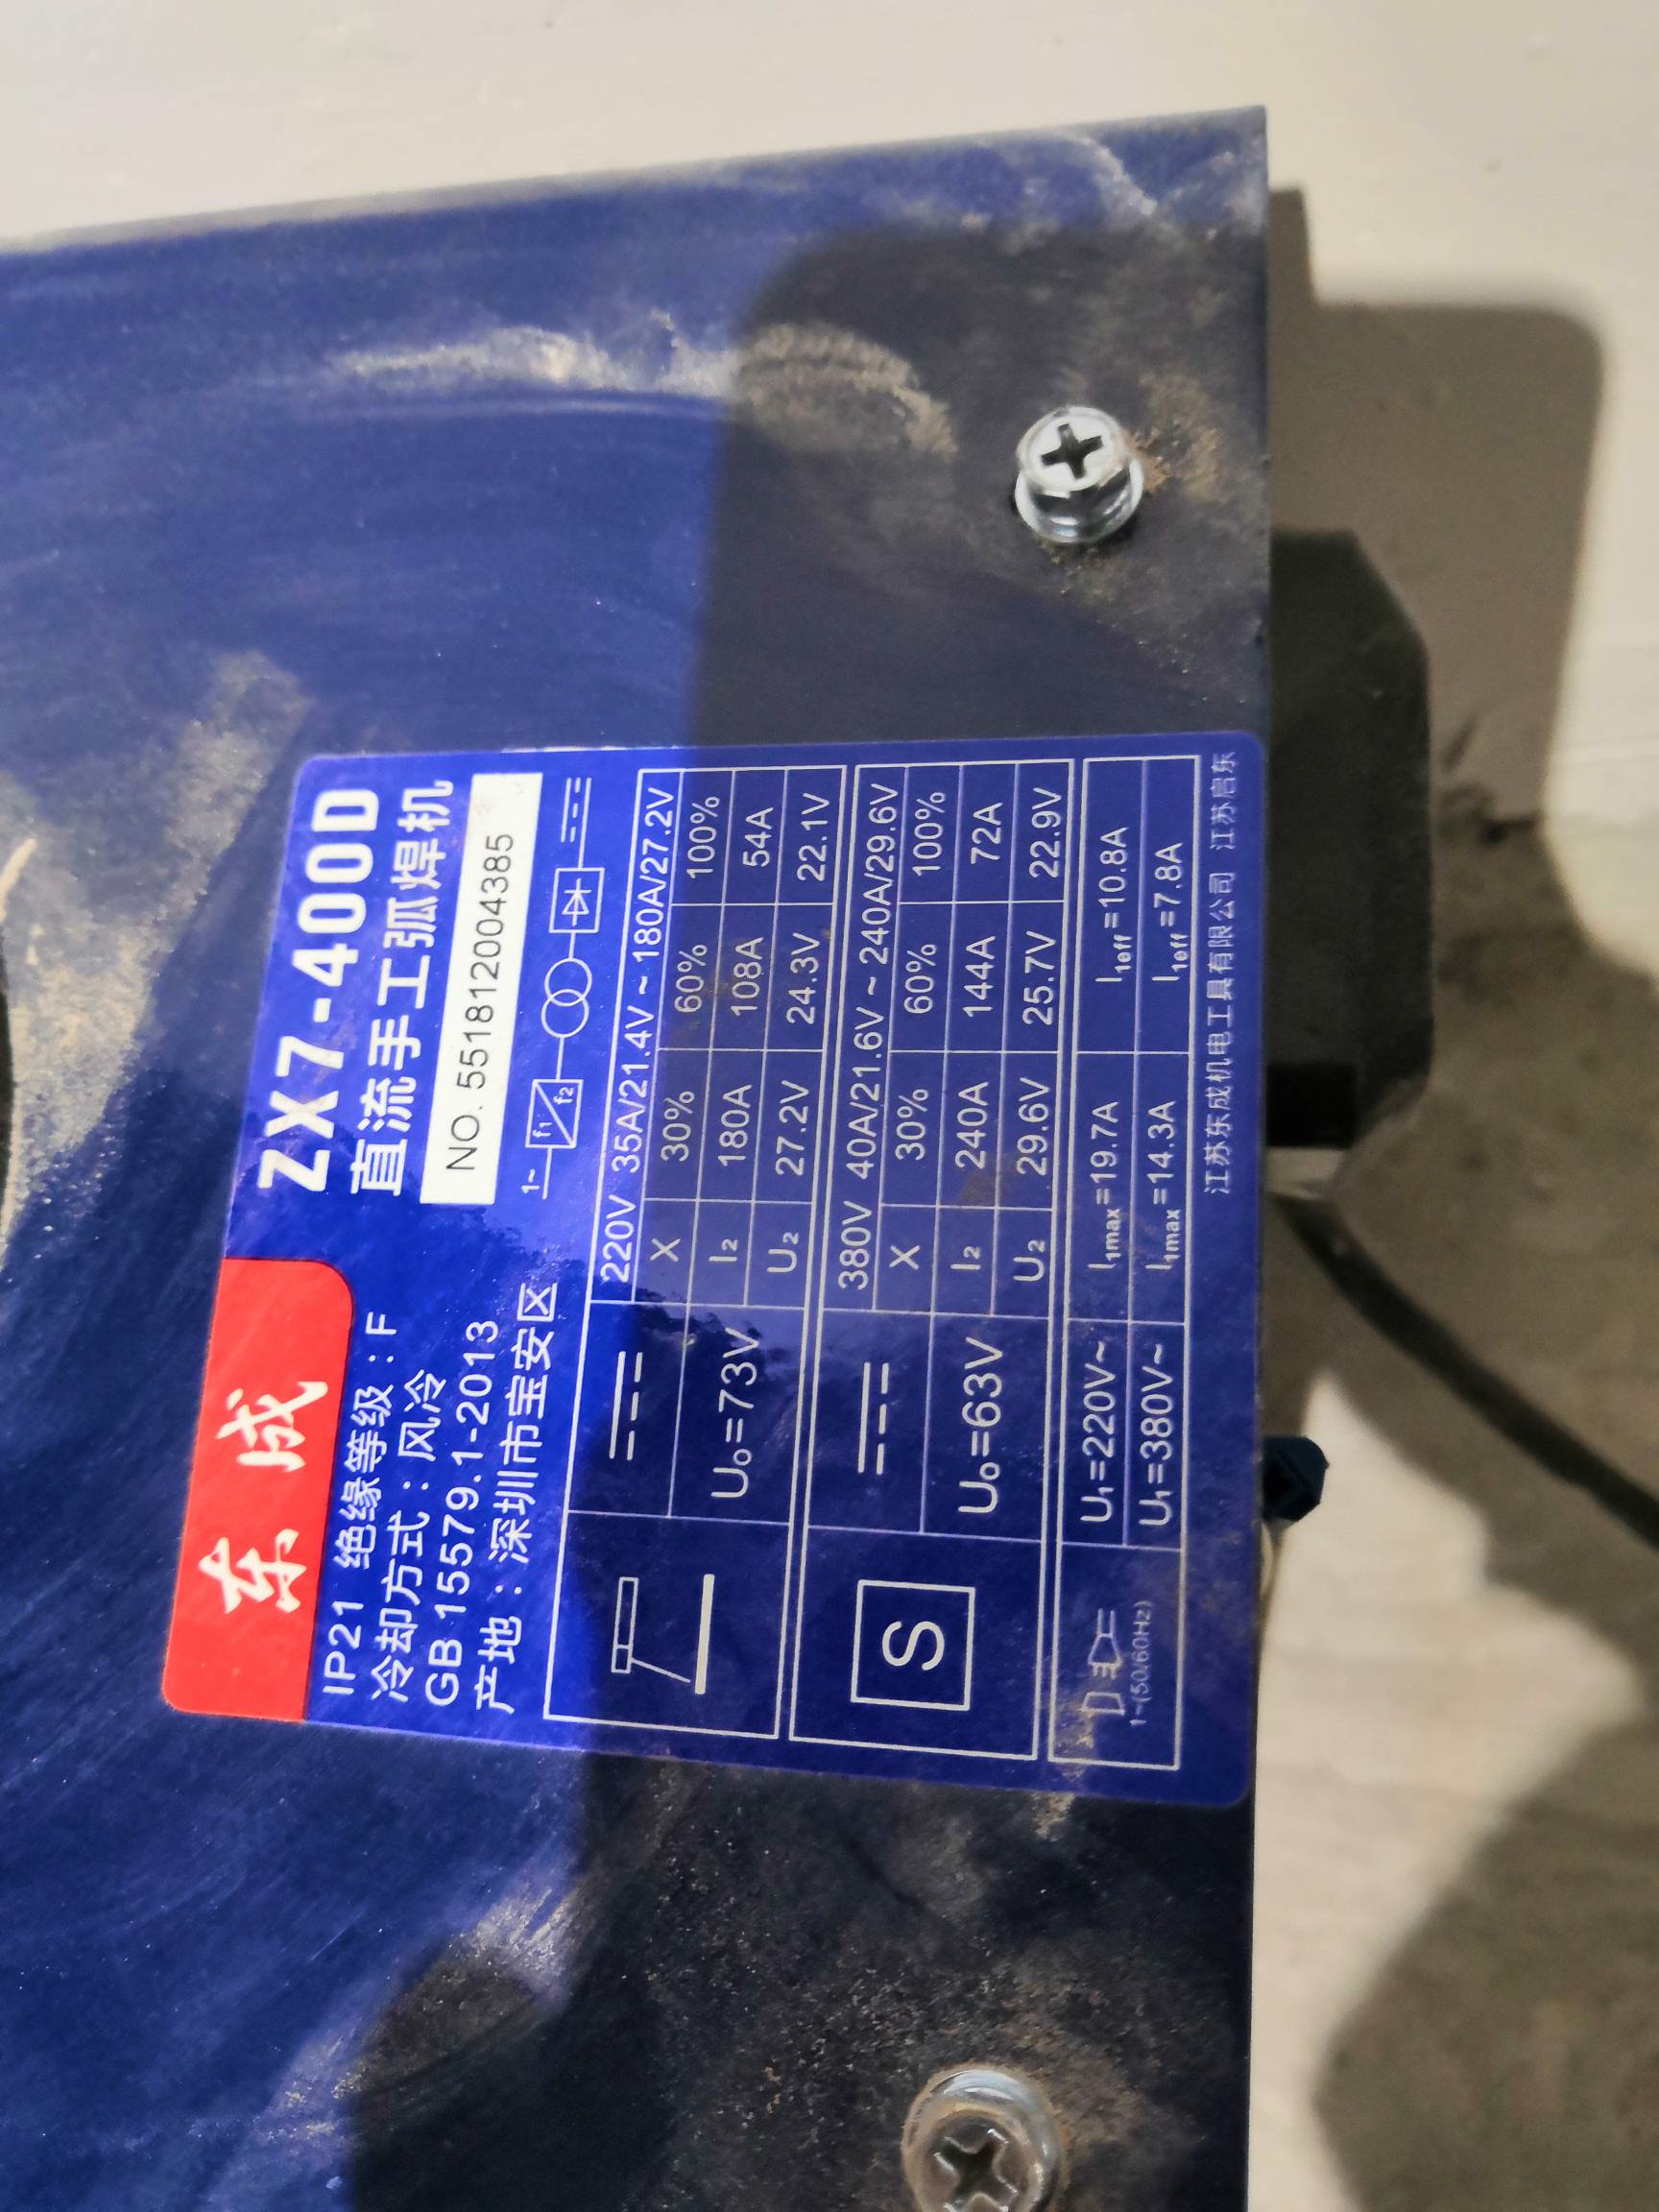 东成
ZX7-400D
直流手工弧焊机
IP21 绝缘等级：F
冷却方式：风冷
GB 15579.1-2013
产地：深圳市宝安区
NO. 551812004385
1~ f₁ f₂
220V 35A/21.4V ~ 180A/27.2V
X 30% 60% 100%
U₀=73V I₂ 180A 108A 54A
U₂ 27.2V 24.3V 22.1V
S
380V 40A/21.6V ~ 240A/29.6V
X 30% 60% 100%
U₀=63V I₂ 240A 144A 72A
U₂ 29.6V 25.7V 22.9V
1~(50/60Hz)
U₁=220V~ I₁max=19.7A I₁eff=10.8A
U₁=380V~ I₁max=14.3A I₁eff=7.8A
江苏东成机电工具有限公司 江苏启东